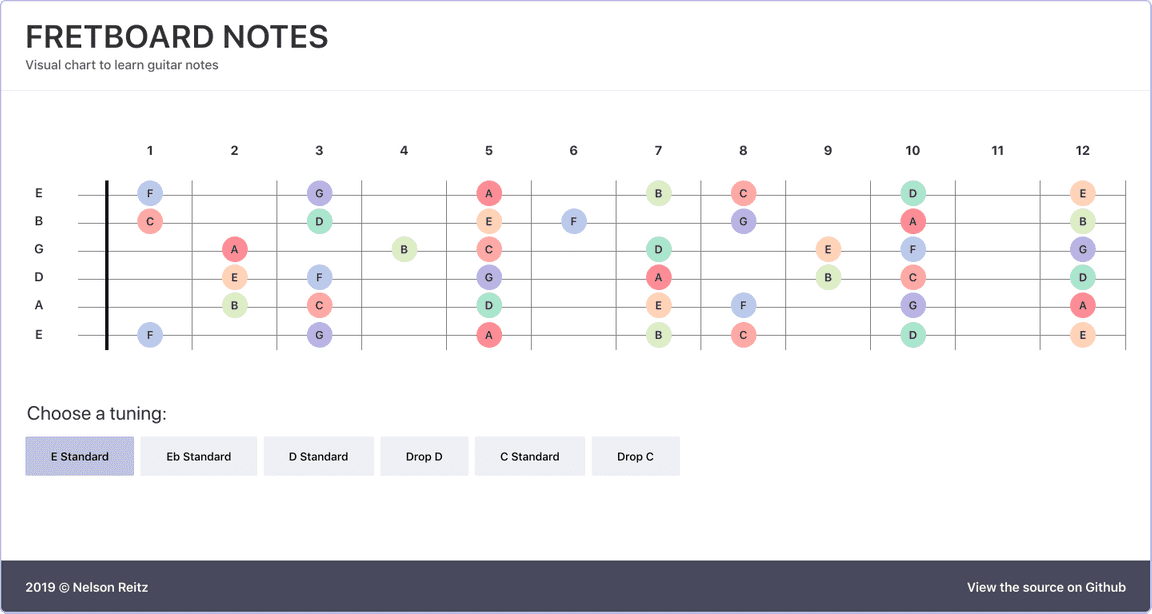 FRETBOARD NOTES
Visual chart to learn guitar notes
1 2 3 4 5 6 7 8 9 10 11 12
E F G A B C D E
B C D E F G A B
G A B C D E F G
D E F G A B C D
A B C D E F G A
E F G A B C D E
Choose a tuning:
E Standard Eb Standard D Standard Drop D C Standard Drop C
2019 © Nelson Reitz View the source on Github